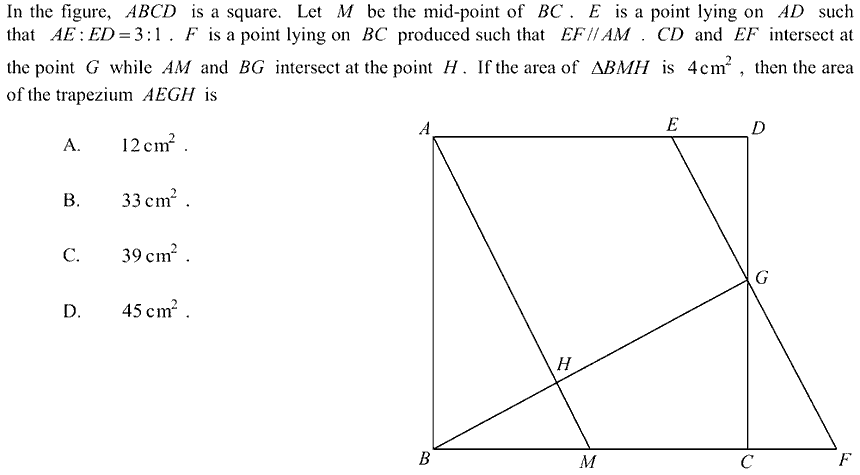 In the figure, ABCD is a square. Let M be the mid-point of BC. E is a point lying on AD such
that AE : ED = 3 : 1. F is a point lying on BC produced such that EF // AM. CD and EF intersect at
the point G while AM and BG intersect at the point H. If the area of ΔBMH is 4 cm², then the area
of the trapezium AEGH is
A. 12 cm².
B. 33 cm².
C. 39 cm².
D. 45 cm².
A E D
G
H
B M C F